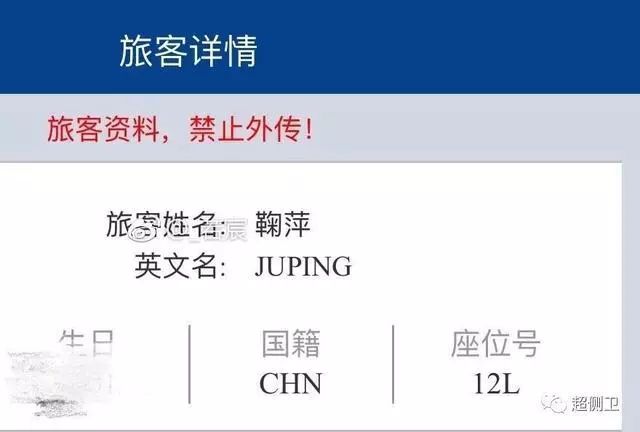 旅客详情
旅客资料，禁止外传！
旅客姓名: 鞠萍
英文名: JUPING
生日 国籍 座位号
CHN 12L
超侧卫